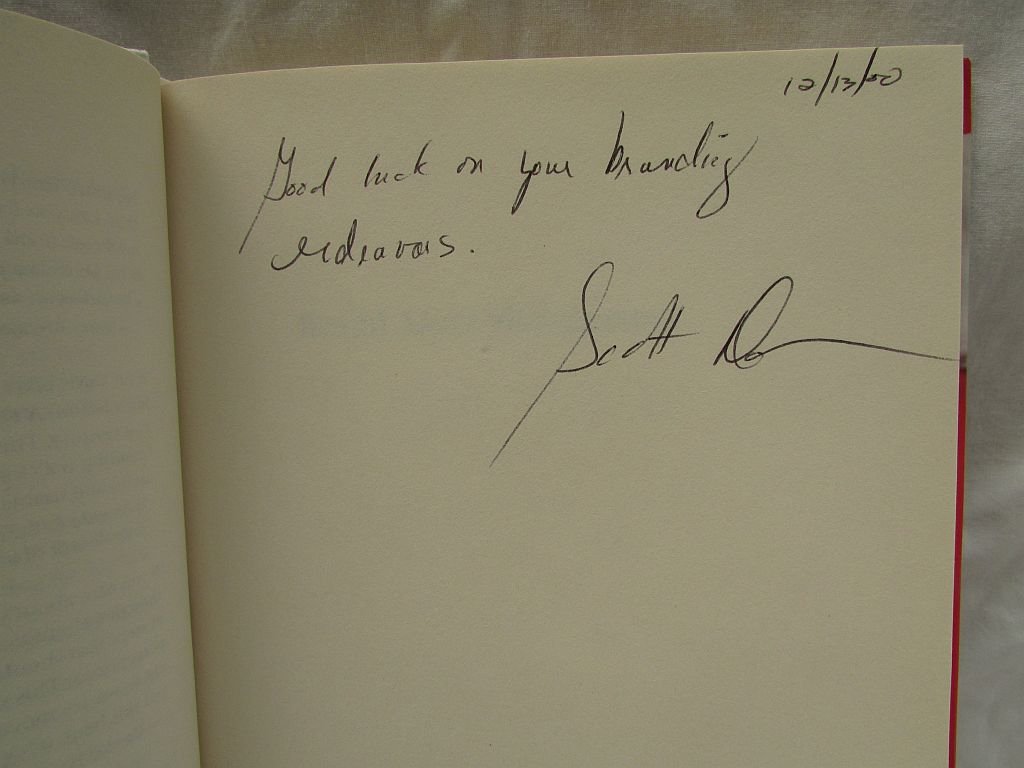 12/13/00
Good luck on your branding
endeavors.
Scott